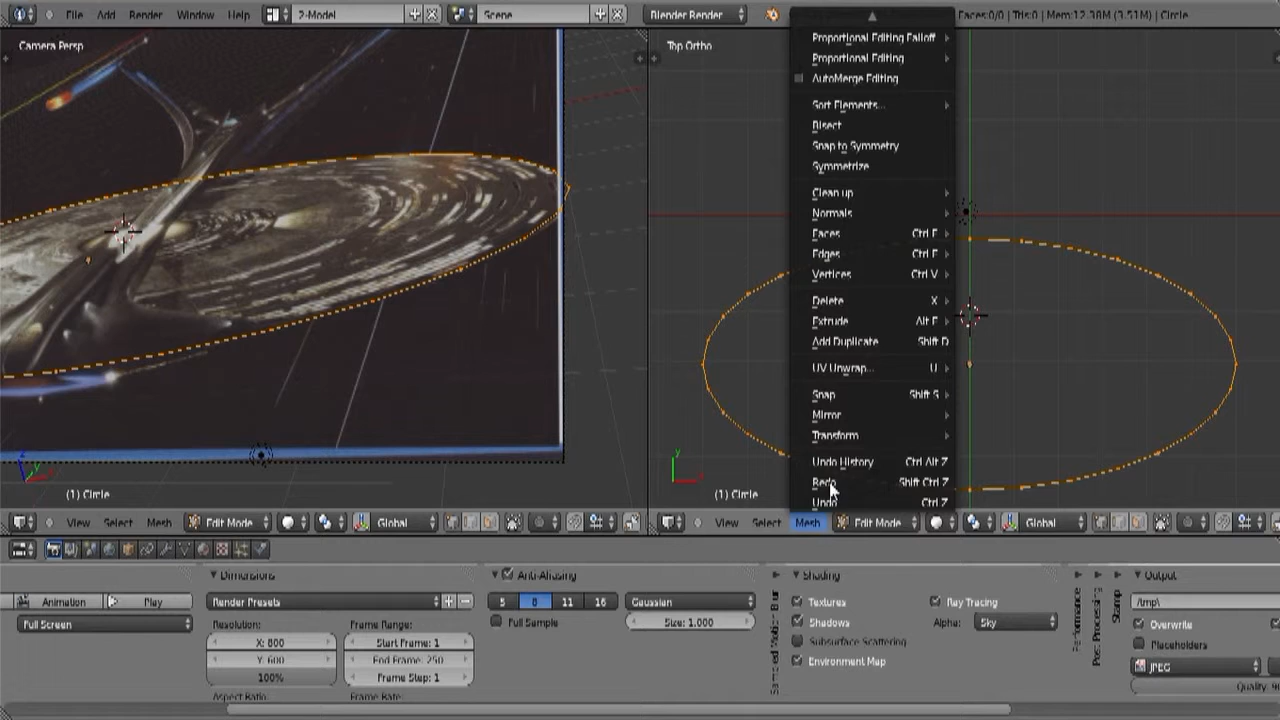 File Render Window Help 2-Model Scene Blender Render Faces:0/0 | Tris:0 | Mem:12.38M (3.51M) | Circle
Camera Persp
Top Ortho
Proportional Editing Falloff
Proportional Editing
AutoMerge Editing
Sort Elements...
Bisect
Snap to Symmetry
Symmetrize
Clean up
Normals
Faces Ctrl F
Edges Ctrl E
Vertices Ctrl V
Delete X
Extrude Alt E
Add Duplicate Shift D
UV Unwrap... U
Snap Shift S
Mirror
Transform
Undo History Ctrl Alt Z
Redo Shift Ctrl Z
Undo Ctrl Z
(1) Circle
(1) Circle
View Select Mesh Edit Mode Global
View Select Mesh Edit Mode Global
Animation Play
Full Screen
Dimensions
Render Presets
Resolution: Frame Range:
X: 800 Start Frame: 1
Y: 600 End Frame: 250
100% Frame Step: 1
Aspect Ratio: Frame Rate:
Anti-Aliasing
5 8 11 16 Gaussian
Full Sample Size: 1.000
Sampled Motion Blur
Shading
Textures Ray Tracing
Shadows Alpha: Sky
Subsurface Scattering
Environment Map
Performance
Post Processing
Stamp
Output
/tmp\
Overwrite
Placeholders
JPEG